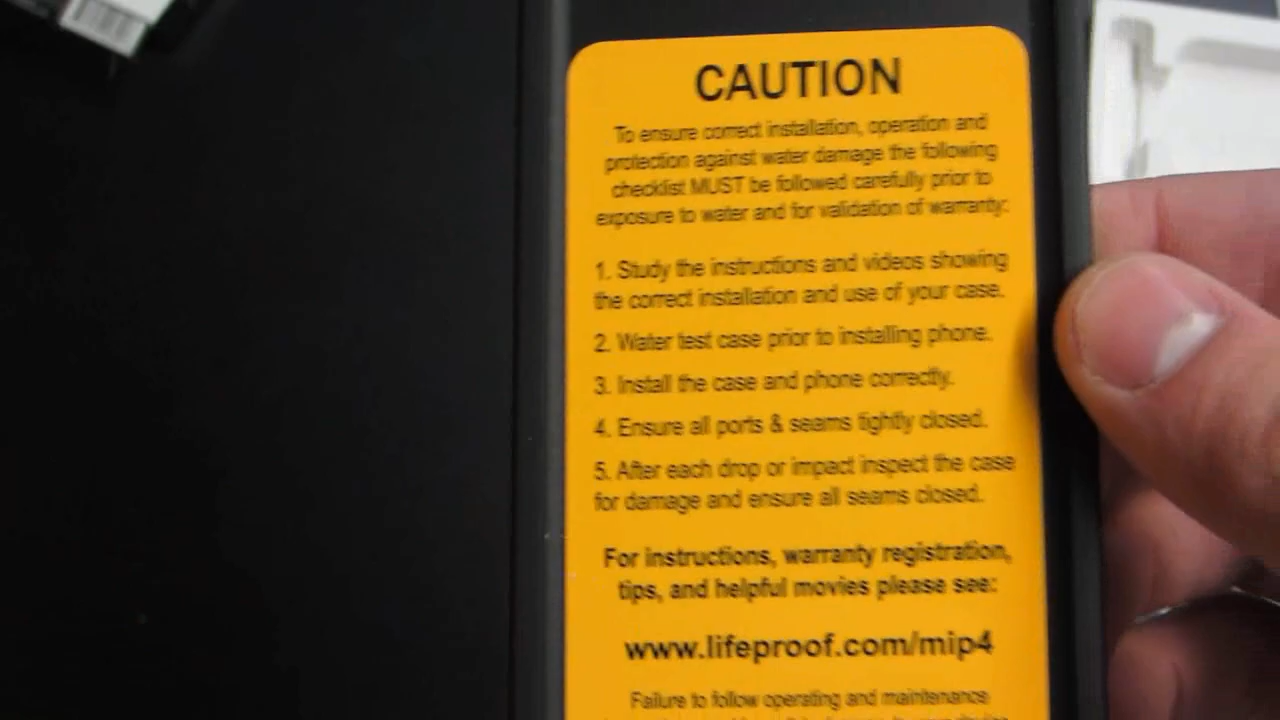 CAUTION
To ensure correct installation, operation and
protection against water damage the following
checklist MUST be followed carefully prior to
exposure to water and for validation of warranty:
1. Study the instructions and videos showing
the correct installation and use of your case.
2. Water test case prior to installing phone.
3. Install the case and phone correctly.
4. Ensure all ports & seams tightly closed.
5. After each drop or impact inspect the case
for damage and ensure all seams closed.
For instructions, warranty registration,
tips, and helpful movies please see:
www.lifeproof.com/mip4
Failure to follow operating and maintenance